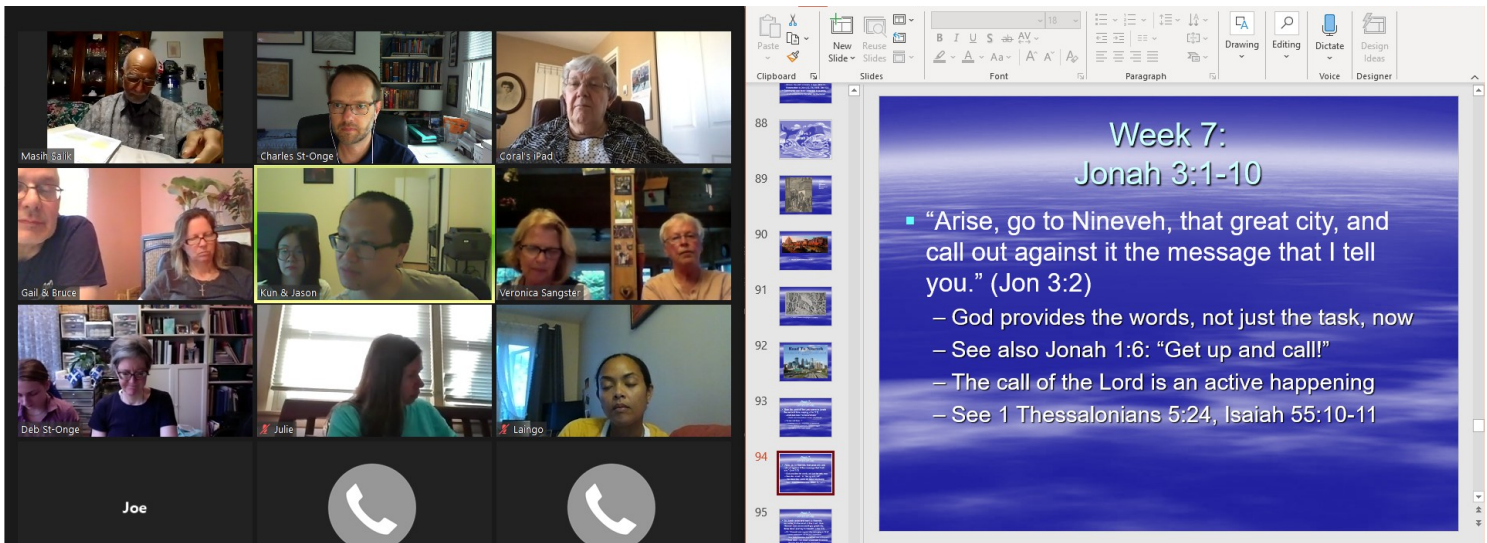 Masih Salik
Charles St-Onge
Coral's iPad
Gail & Bruce
Kun & Jason
Veronica Sangster
Deb St-Onge
Julie
Laingo
Joe
Paste
Clipboard
New
Slide
Reuse
Slides
Slides
18
B I U S ab AV
A Aa A A A
Font
Paragraph
Drawing
Editing
Dictate
Voice
Design
Ideas
Designer
88
89
90
91
92
93
94
95
Week 7:
Jonah 3:1-10
“Arise, go to Nineveh, that great city, and
call out against it the message that I tell
you.” (Jon 3:2)
– God provides the words, not just the task, now
– See also Jonah 1:6: “Get up and call!”
– The call of the Lord is an active happening
– See 1 Thessalonians 5:24, Isaiah 55:10-11